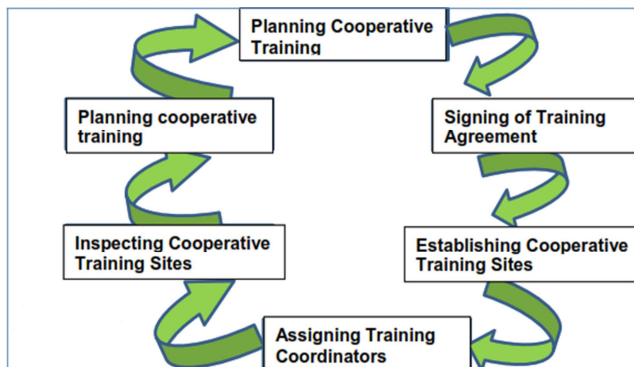 Planning Cooperative
Training
Signing of Training
Agreement
Establishing Cooperative
Training Sites
Assigning Training
Coordinators
Inspecting Cooperative
Training Sites
Planning cooperative
training